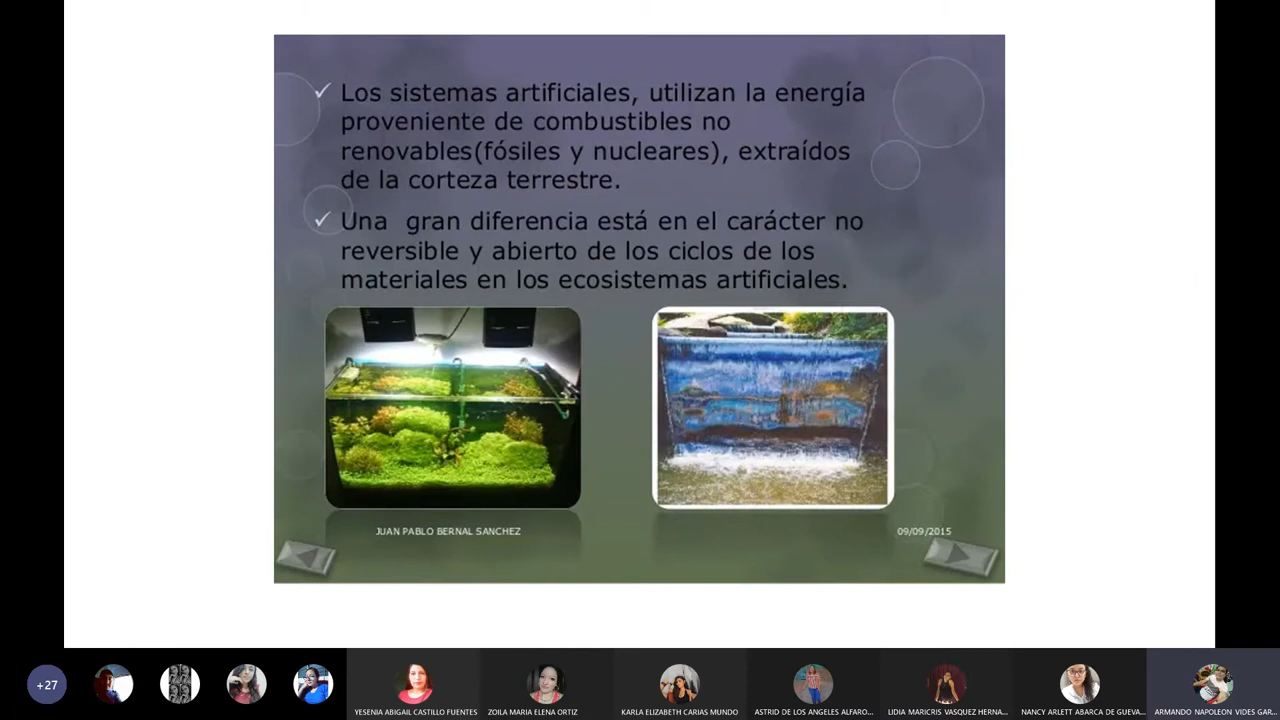 Los sistemas artificiales, utilizan la energía
proveniente de combustibles no
renovables(fósiles y nucleares), extraídos
de la corteza terrestre.
Una gran diferencia está en el carácter no
reversible y abierto de los ciclos de los
materiales en los ecosistemas artificiales.
JUAN PABLO BERNAL SANCHEZ
09/09/2015
+27
YESENIA ABIGAIL CASTILLO FUENTES
ZOILA MARIA ELENA ORTIZ
KARLA ELIZABETH CARIAS MUNDO
ASTRID DE LOS ANGELES ALFARO...
LIDIA MARICRIS VASQUEZ HERNA...
NANCY ARLETT ABARCA DE GUEVA...
ARMANDO NAPOLEON VIDES GAR...